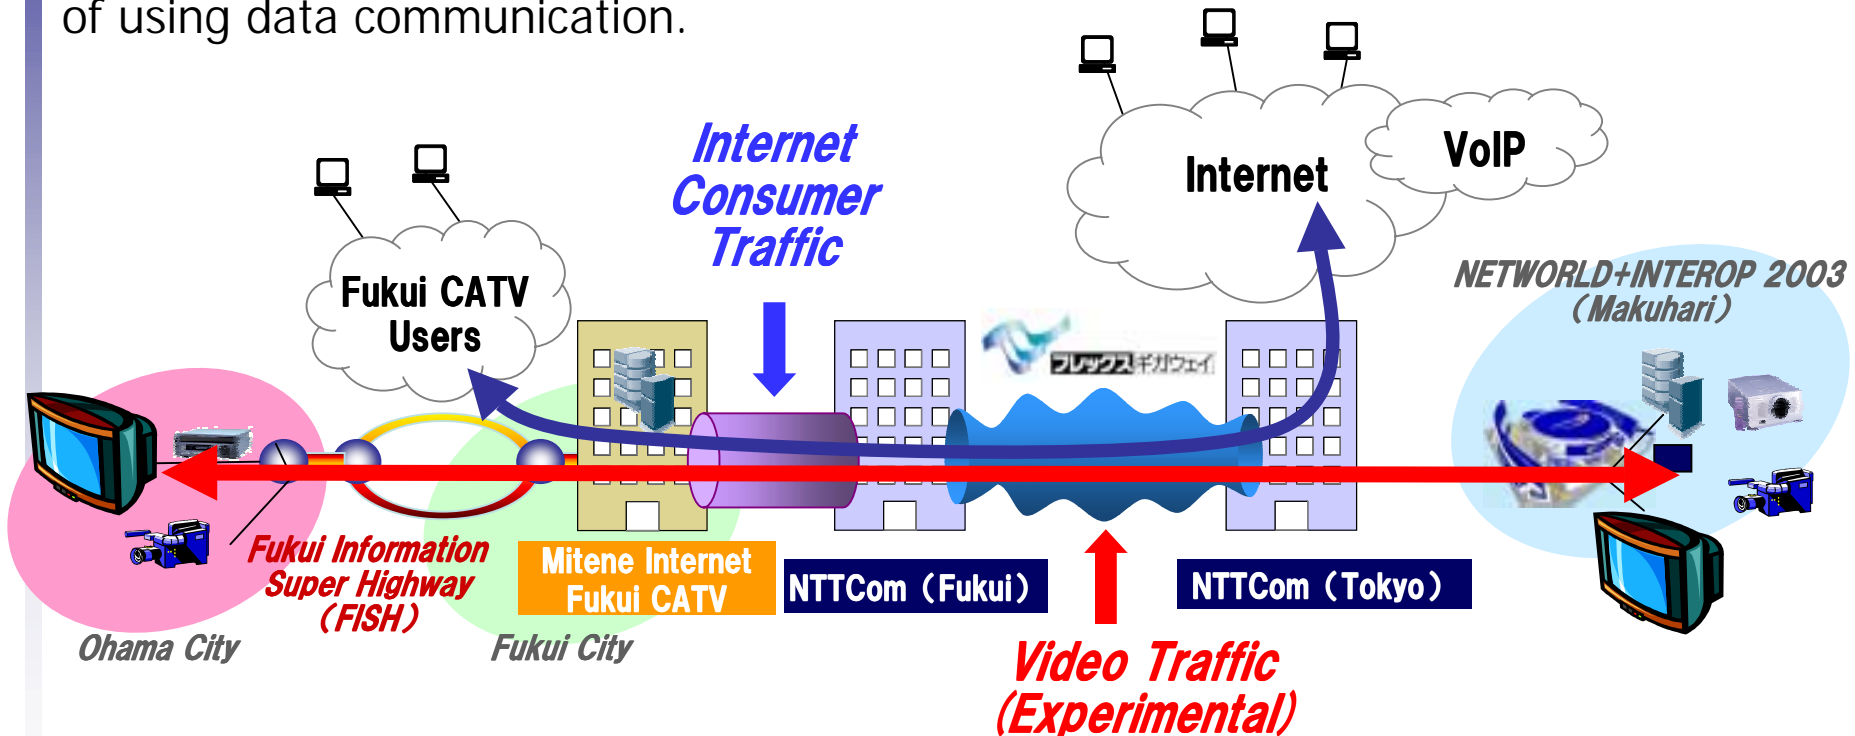 of using data communication.
Internet
Consumer
Traffic
Internet
VoIP
Fukui CATV
Users
NETWORLD+INTEROP 2003
（Makuhari）
フレッツクス ギガウェイ
Fukui Information
Super Highway
（FISH）
Mitene Internet
Fukui CATV
NTTCom（Fukui）
NTTCom（Tokyo）
Ohama City
Fukui City
Video Traffic
(Experimental)